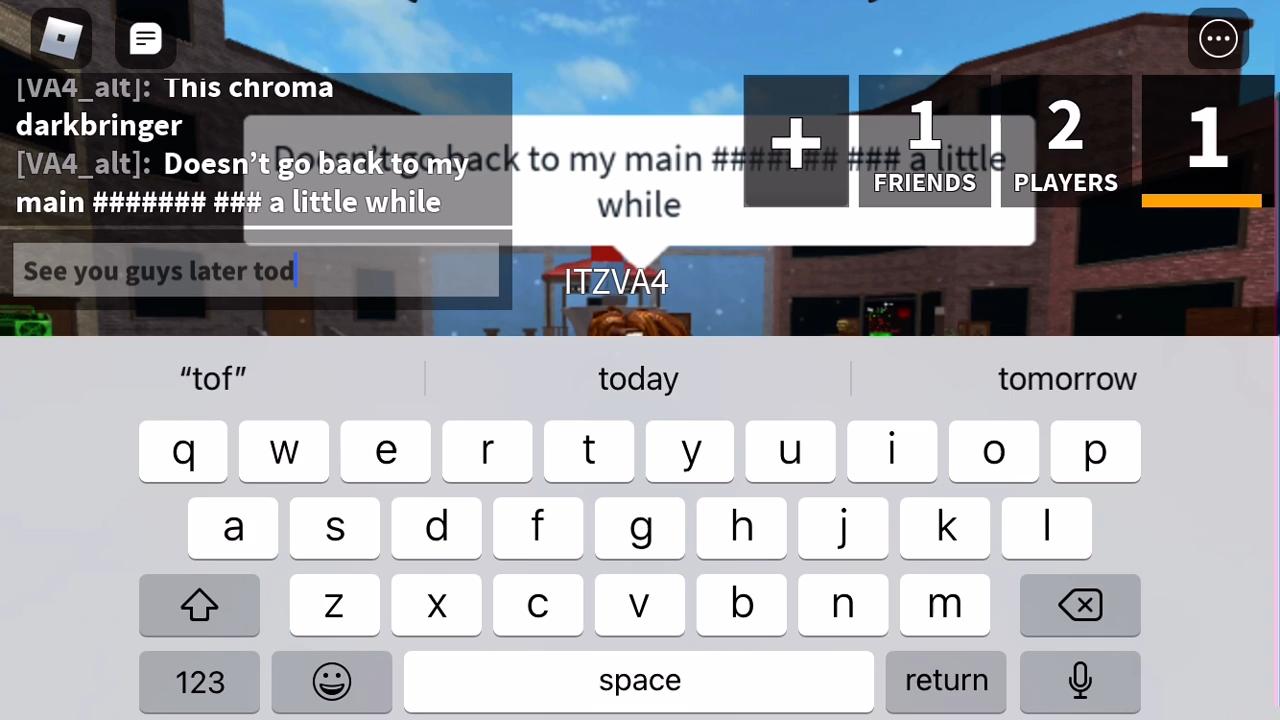 [VA4_alt]: This chroma
darkbringer
[VA4_alt]: Doesn’t go back to my
main ####### ### a little while
Doesn’t go back to my main ####### ### a little
while
+
1
FRIENDS
2
PLAYERS
1
See you guys later tod
ITZVA4
“tof” today tomorrow
q w e r t y u i o p
a s d f g h j k l
z x c v b n m
123 space return